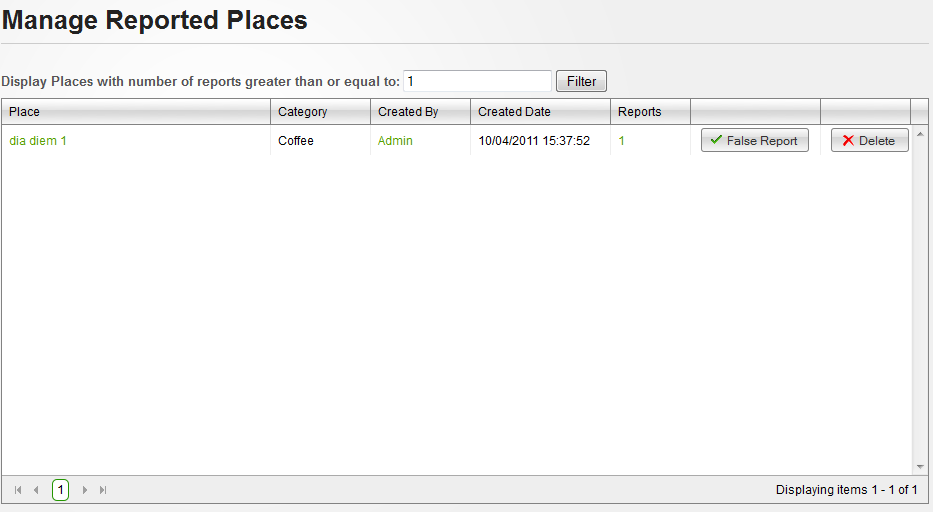 Manage Reported Places
Display Places with number of reports greater than or equal to: 1 Filter
Place Category Created By Created Date Reports
dia diem 1 Coffee Admin 10/04/2011 15:37:52 1 False Report Delete
1 Displaying items 1 - 1 of 1